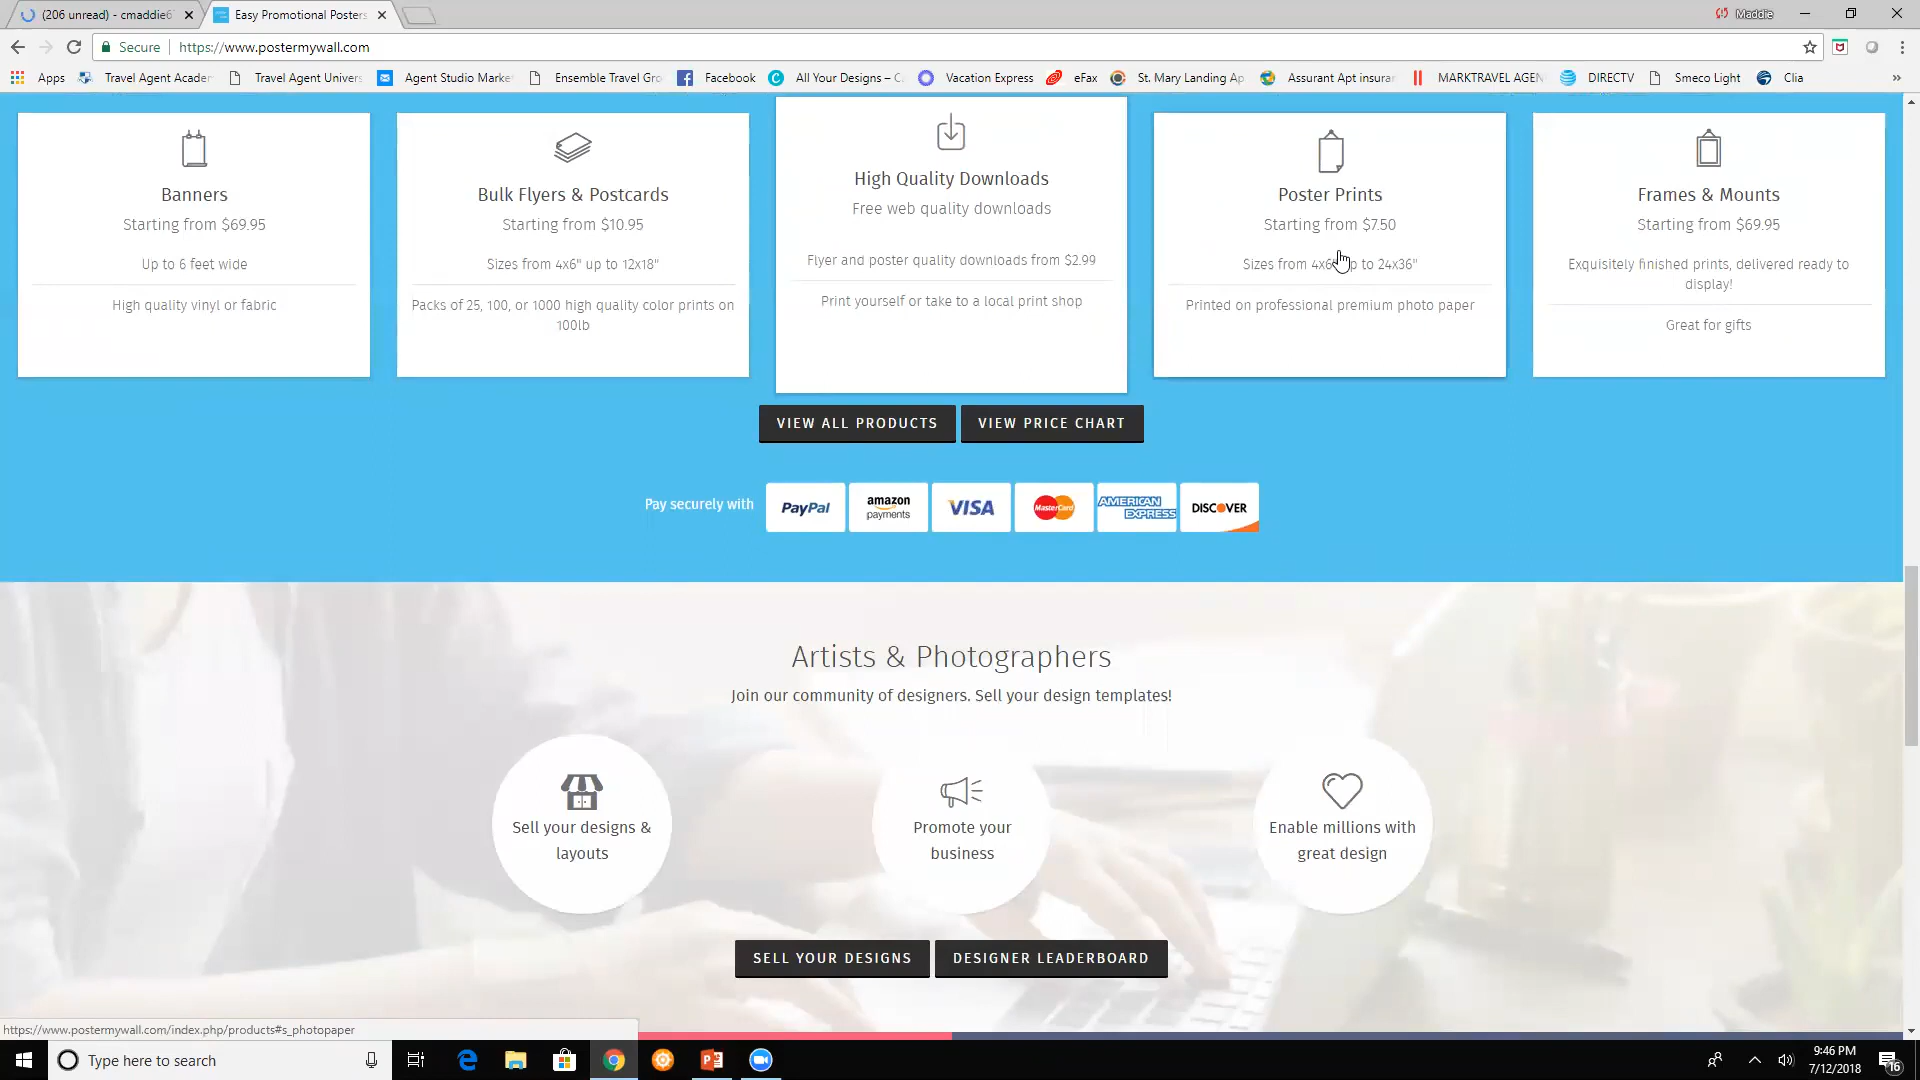 (206 unread) - cmaddie6
Easy Promotional Posters
Maddie
Secure
https://www.postermywall.com
Apps
Travel Agent Acader
Travel Agent Univers
Agent Studio Marke
Ensemble Travel Gro
Facebook
All Your Designs – C
Vacation Express
eFax
St. Mary Landing Ap
Assurant Apt insurar
MARKTRAVEL AGEN
DIRECTV
Smeco Light
Clia
»
Banners
Starting from $69.95
Up to 6 feet wide
High quality vinyl or fabric
Bulk Flyers & Postcards
Starting from $10.95
Sizes from 4x6" up to 12x18"
Packs of 25, 100, or 1000 high quality color prints on
100lb
High Quality Downloads
Free web quality downloads
Flyer and poster quality downloads from $2.99
Print yourself or take to a local print shop
Poster Prints
Starting from $7.50
Sizes from 4x6" up to 24x36"
Printed on professional premium photo paper
Frames & Mounts
Starting from $69.95
Exquisitely finished prints, delivered ready to
display!
Great for gifts
VIEW ALL PRODUCTS
VIEW PRICE CHART
Pay securely with
PayPal
amazon
payments
VISA
MasterCard
AMERICAN
EXPRESS
DISCOVER
Artists & Photographers
Join our community of designers. Sell your design templates!
Sell your designs &
layouts
Promote your
business
Enable millions with
great design
SELL YOUR DESIGNS
DESIGNER LEADERBOARD
https://www.postermywall.com/index.php/products#s_photopaper
Type here to search
9:46 PM
7/12/2018
16